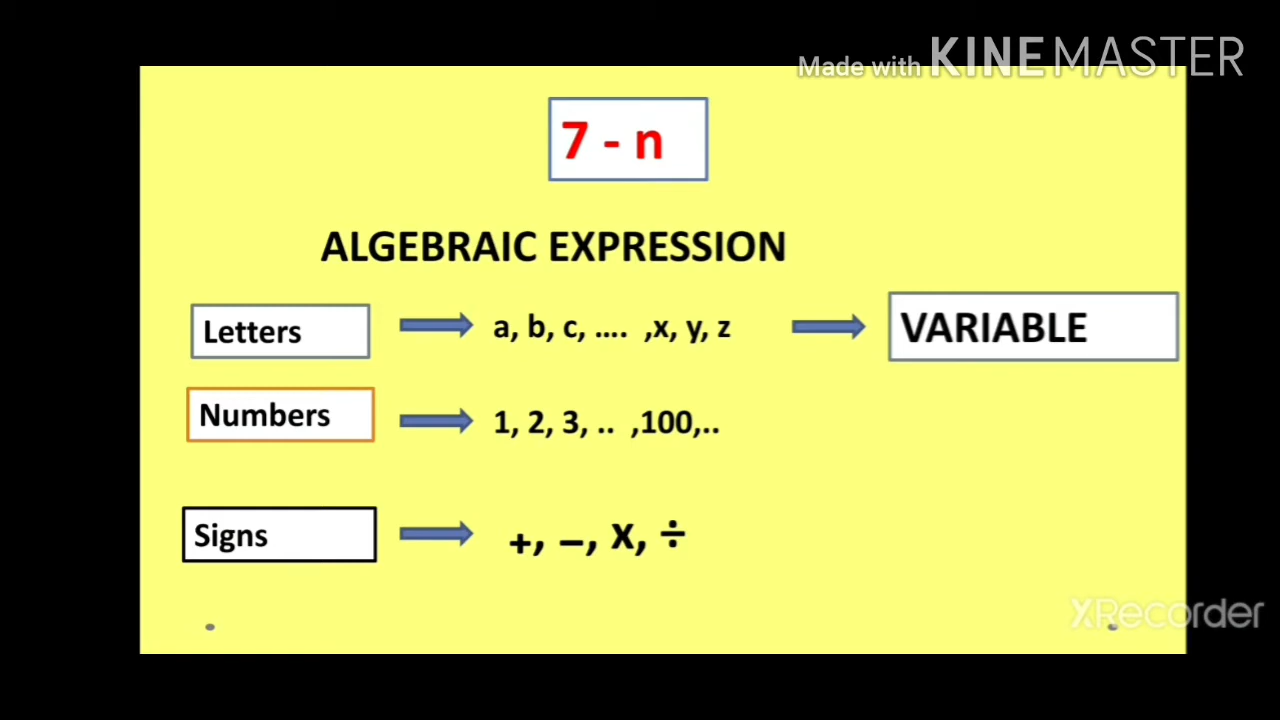 Made with KINEMASTER
7 - n
ALGEBRAIC EXPRESSION
Letters a, b, c, .... ,x, y, z VARIABLE
Numbers 1, 2, 3, .. ,100,..
Signs +, –, x, ÷
XRecorder